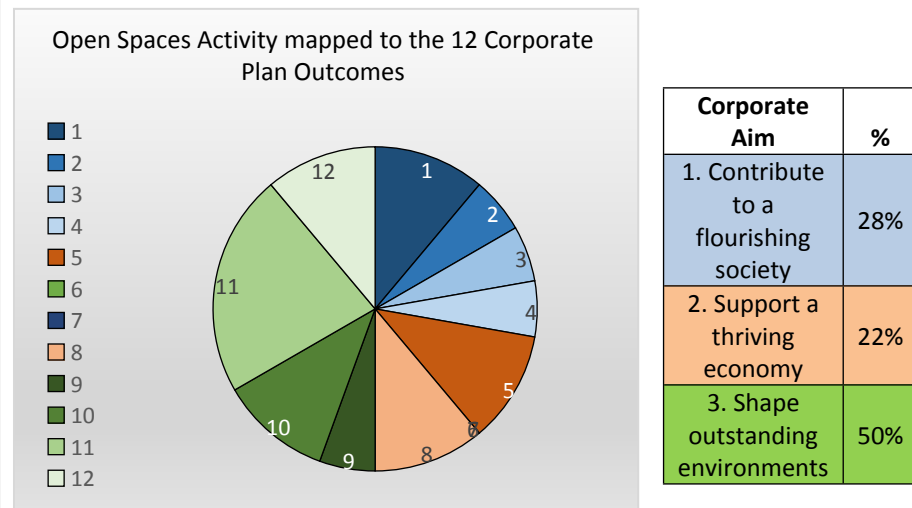 Open Spaces Activity mapped to the 12 Corporate
Plan Outcomes
1
2
3
4
5
6
7
8
9
10
11
12
1
2
3
4
5
6
7
8
9
10
11
12
Corporate
Aim
%
1. Contribute
to a
flourishing
society
28%
2. Support a
thriving
economy
22%
3. Shape
outstanding
environments
50%